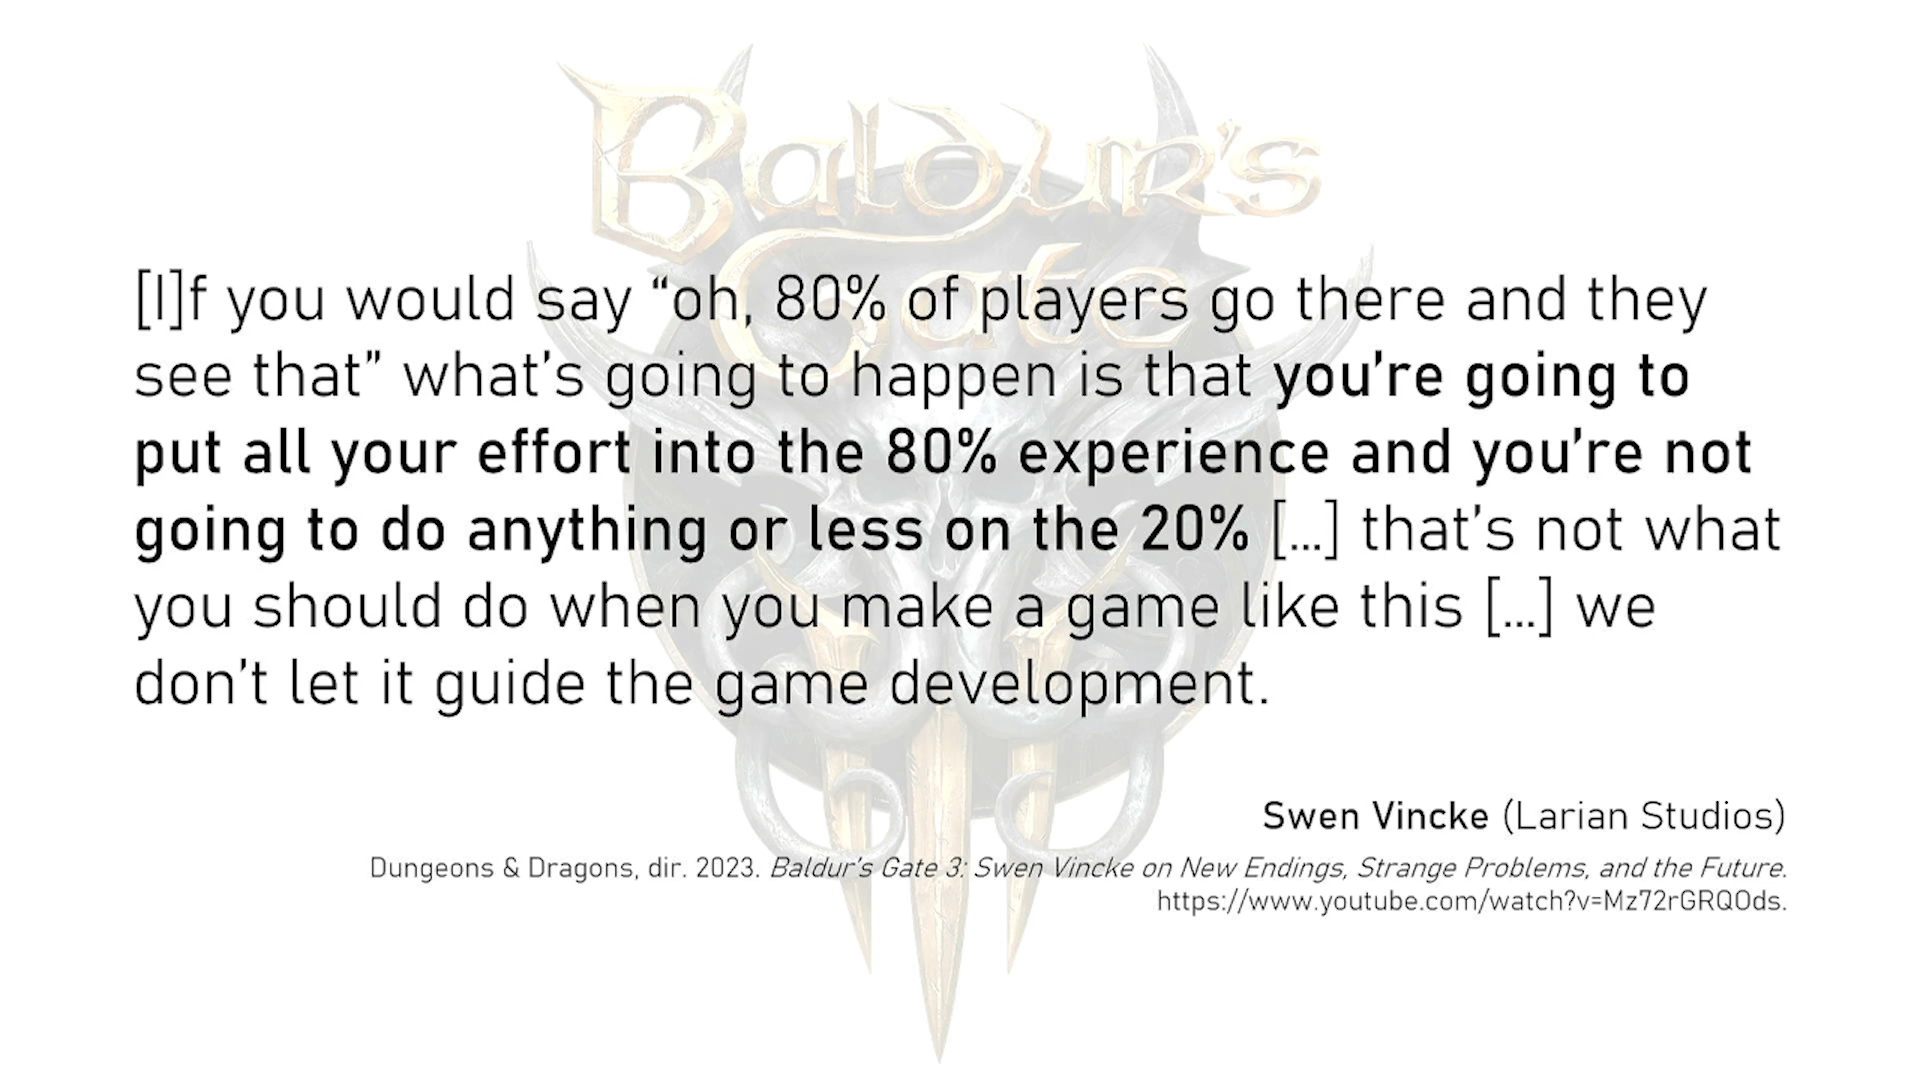 Baldur's
Gate
[I]f you would say “oh, 80% of players go there and they
see that” what’s going to happen is that you’re going to
put all your effort into the 80% experience and you’re not
going to do anything or less on the 20% […] that’s not what
you should do when you make a game like this […] we
don’t let it guide the game development.
Swen Vincke (Larian Studios)
Dungeons & Dragons, dir. 2023. Baldur’s Gate 3: Swen Vincke on New Endings, Strange Problems, and the Future.
https://www.youtube.com/watch?v=Mz72rGRQOds.